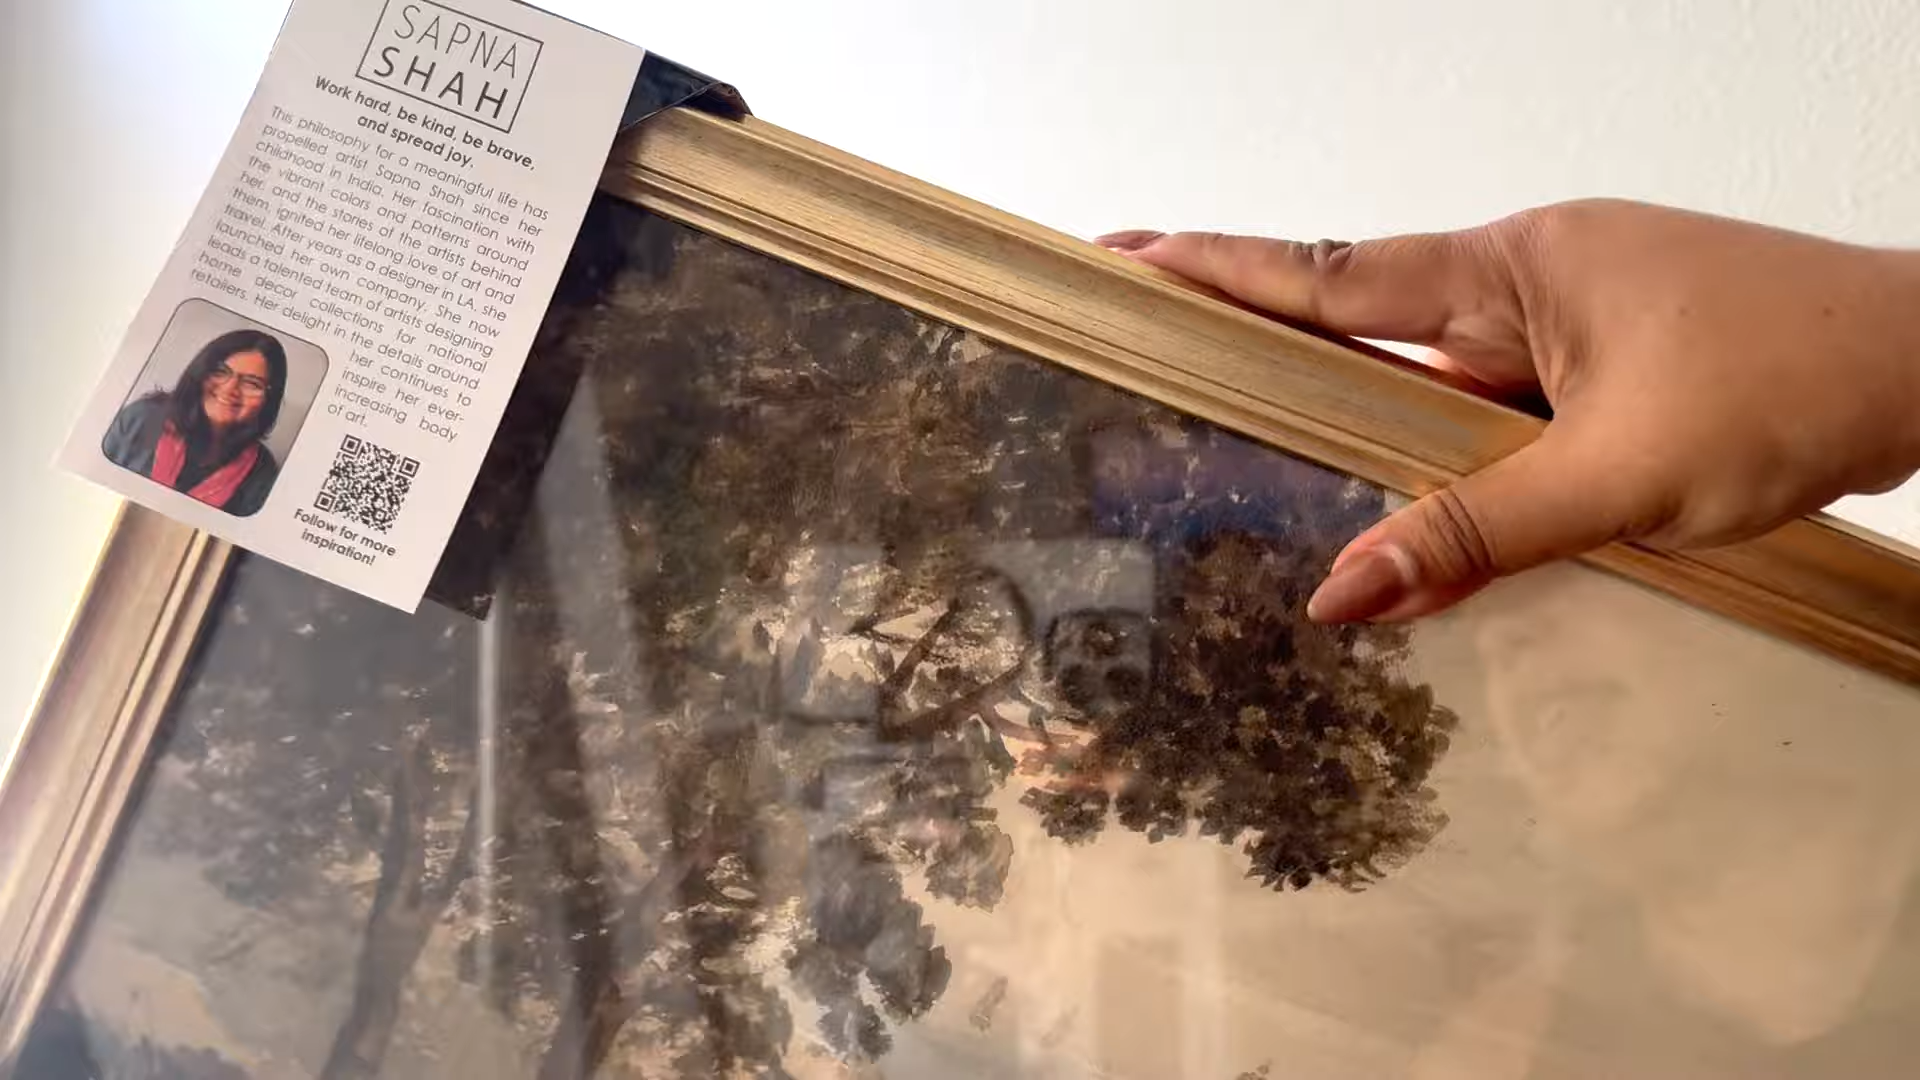 SAPNA
SHAH
Work hard, be kind, be brave,
and spread joy.
This philosophy for a meaningful life has
propelled artist Sapna Shah since her
childhood in India. Her fascination with
the vibrant colors and patterns around
her, and the stories of the artists behind
them, ignited her lifelong love of art and
travel. After years as a designer in LA, she
launched her own company. She now
leads a talented team of artists designing
home decor collections for national
retailers. Her delight in the details around
her continues to
inspire her ever-
increasing body
of art.
Follow for more
inspiration!